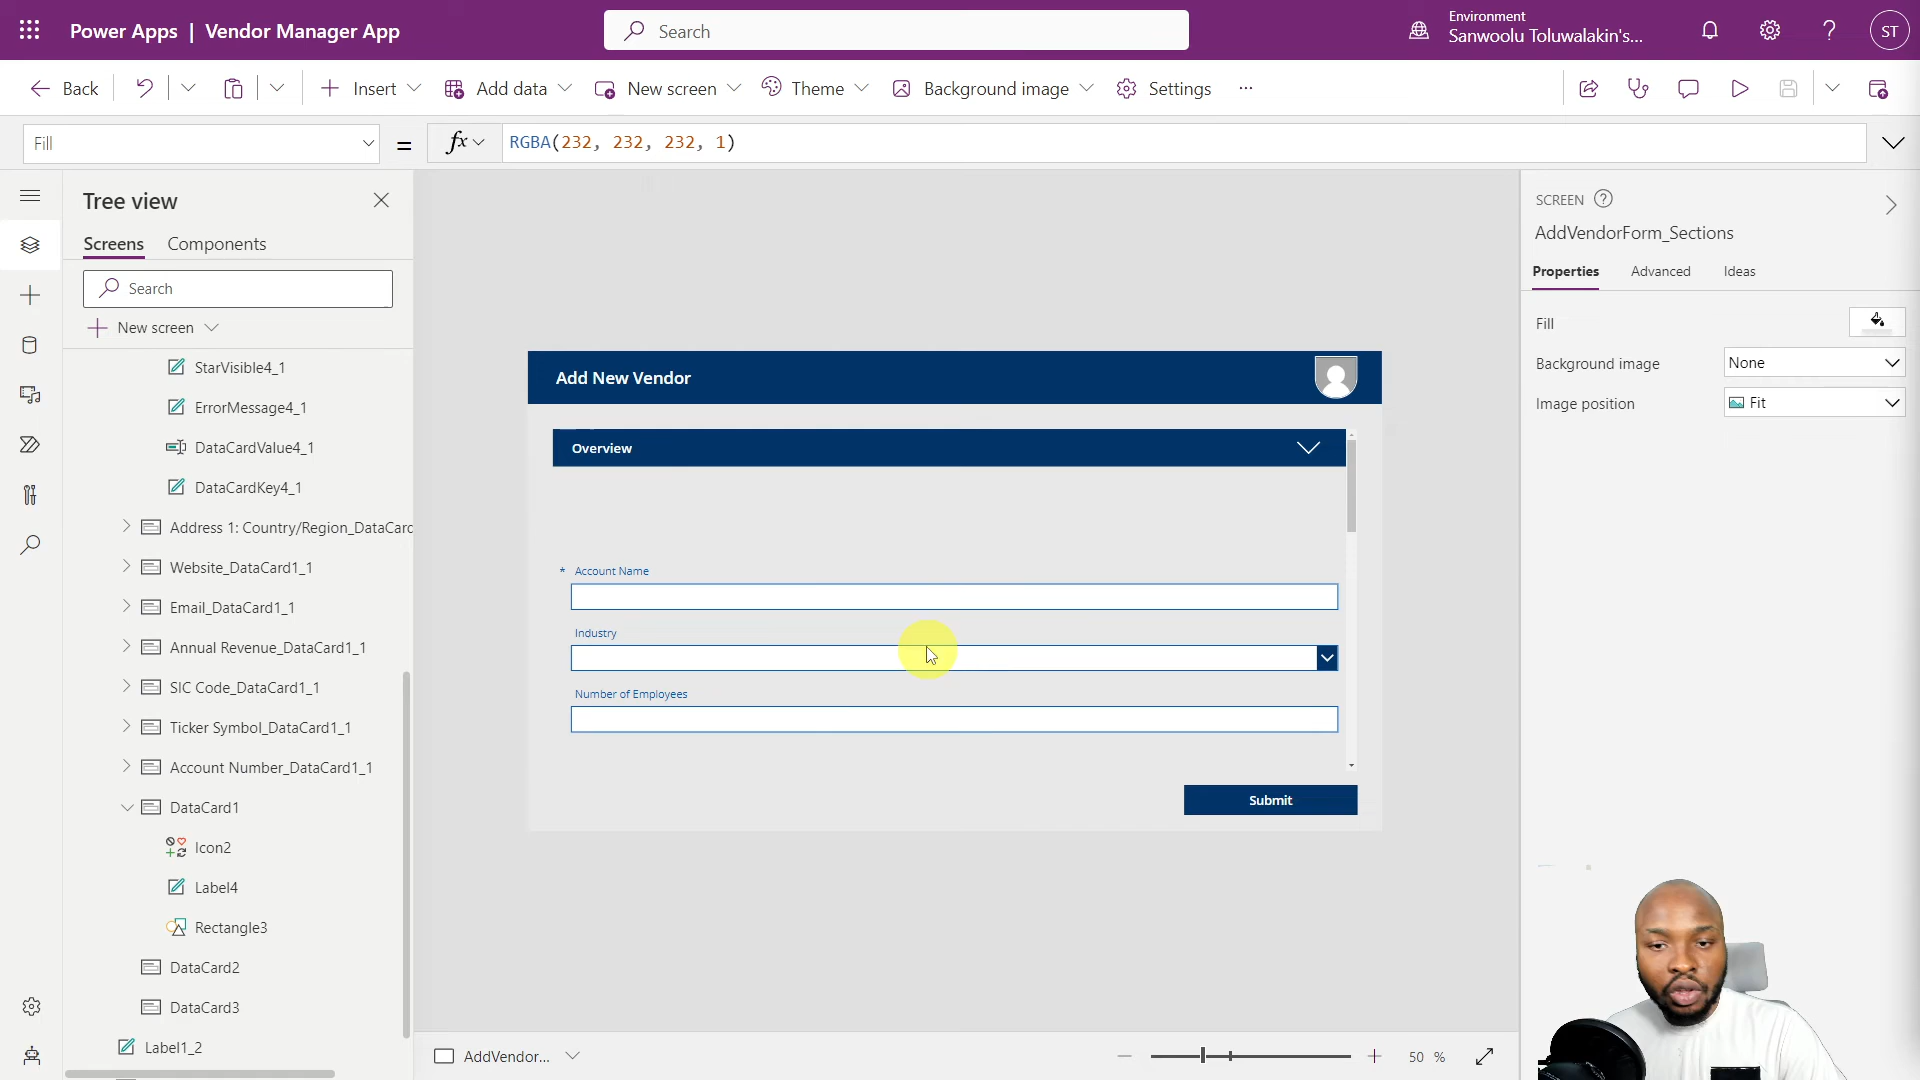 Power Apps | Vendor Manager App
Search
Environment
Sanwoolu Toluwalakin's...
ST
Back
Insert
Add data
New screen
Theme
Background image
Settings
...
Fill
=
fx
RGBA(232, 232, 232, 1)
Tree view
Screens
Components
Search
New screen
StarVisible4_1
ErrorMessage4_1
DataCardValue4_1
DataCardKey4_1
Address 1: Country/Region_DataCard
Website_DataCard1_1
Email_DataCard1_1
Annual Revenue_DataCard1_1
SIC Code_DataCard1_1
Ticker Symbol_DataCard1_1
Account Number_DataCard1_1
DataCard1
Icon2
Label4
Rectangle3
DataCard2
DataCard3
Label1_2
Add New Vendor
Overview
* Account Name
Industry
Number of Employees
Submit
AddVendor...
50 %
SCREEN
AddVendorForm_Sections
Properties
Advanced
Ideas
Fill
Background image
None
Image position
Fit